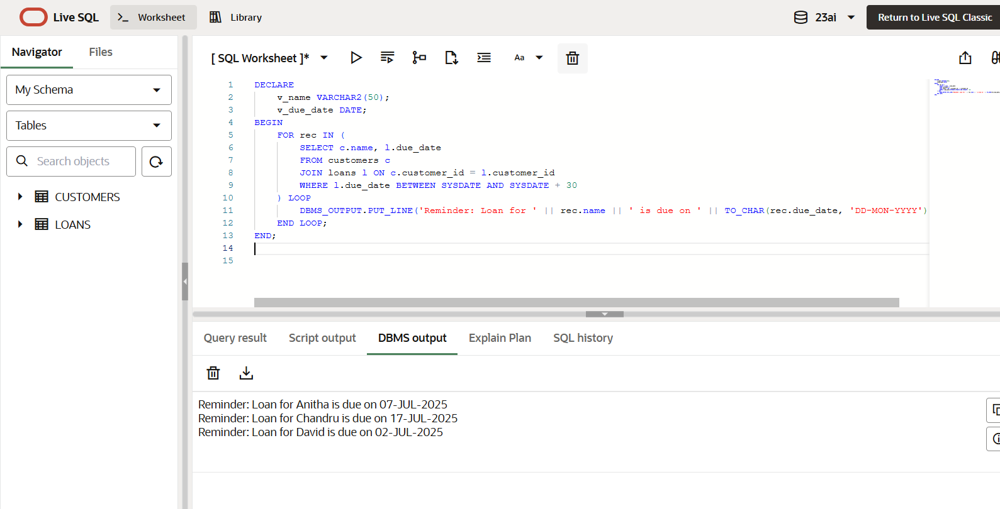 Live SQL
Worksheet
Library
23ai
Return to Live SQL Classic
Navigator
Files
[ SQL Worksheet ]*
Aa
My Schema
Tables
Search objects
CUSTOMERS
LOANS
1 DECLARE
2 v_name VARCHAR2(50);
3 v_due_date DATE;
4 BEGIN
5 FOR rec IN (
6 SELECT c.name, l.due_date
7 FROM customers c
8 JOIN loans l ON c.customer_id = l.customer_id
9 WHERE l.due_date BETWEEN SYSDATE AND SYSDATE + 30
10 ) LOOP
11 DBMS_OUTPUT.PUT_LINE('Reminder: Loan for ' || rec.name || ' is due on ' || TO_CHAR(rec.due_date, 'DD-MON-YYYY')
12 END LOOP;
13 END;
14
15
Query result
Script output
DBMS output
Explain Plan
SQL history
Reminder: Loan for Anitha is due on 07-JUL-2025
Reminder: Loan for Chandru is due on 17-JUL-2025
Reminder: Loan for David is due on 02-JUL-2025